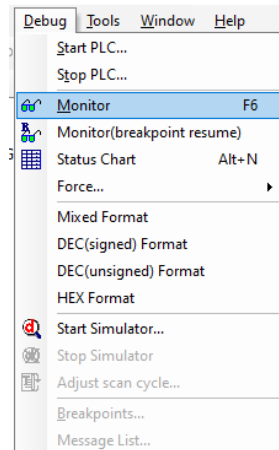 Debug Tools Window Help
Start PLC...
Stop PLC...
Monitor F6
Monitor(breakpoint resume)
Status Chart Alt+N
Force...
Mixed Format
DEC(signed) Format
DEC(unsigned) Format
HEX Format
Start Simulator...
Stop Simulator
Adjust scan cycle...
Breakpoints...
Message List...